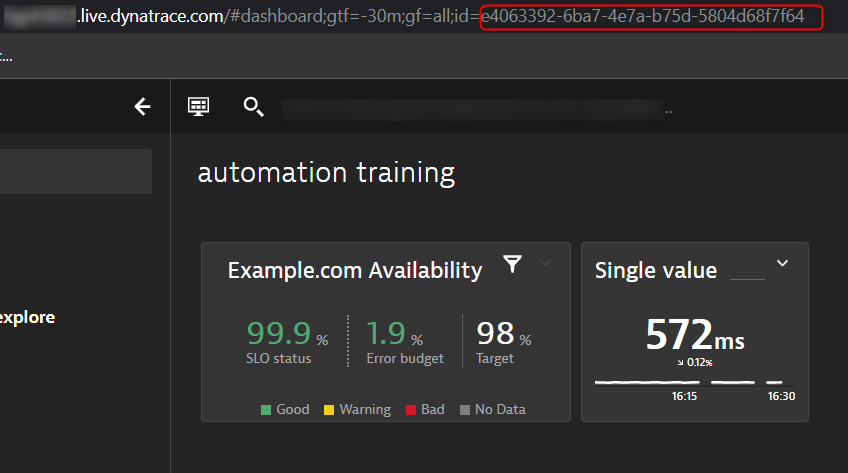 .live.dynatrace.com/#dashboard;gtf=-30m;gf=all;id=e4063392-6ba7-4e7a-b75d-5804d68f7f64
...
..
automation training
Example.com Availability
99.9 %
SLO status
1.9 %
Error budget
98 %
Target
Good Warning Bad No Data
Single value
572ms
0.12%
16:15 16:30
explore